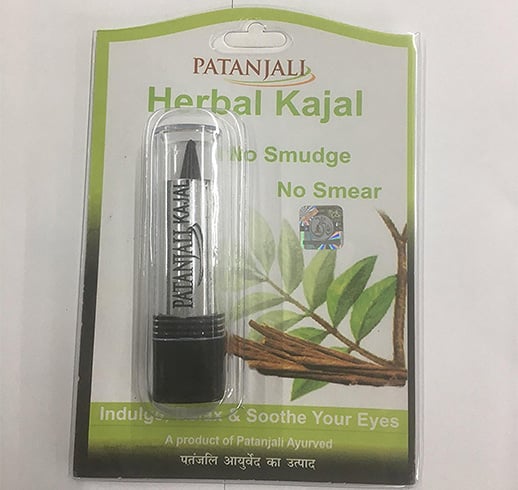 PATANJALI
Herbal Kajal
No Smudge
No Smear
PATANJALI KAJAL
Indulge, & Soothe Your Eyes
A product of Patanjali Ayurved
पतंजलि आयुर्वेद का उत्पाद